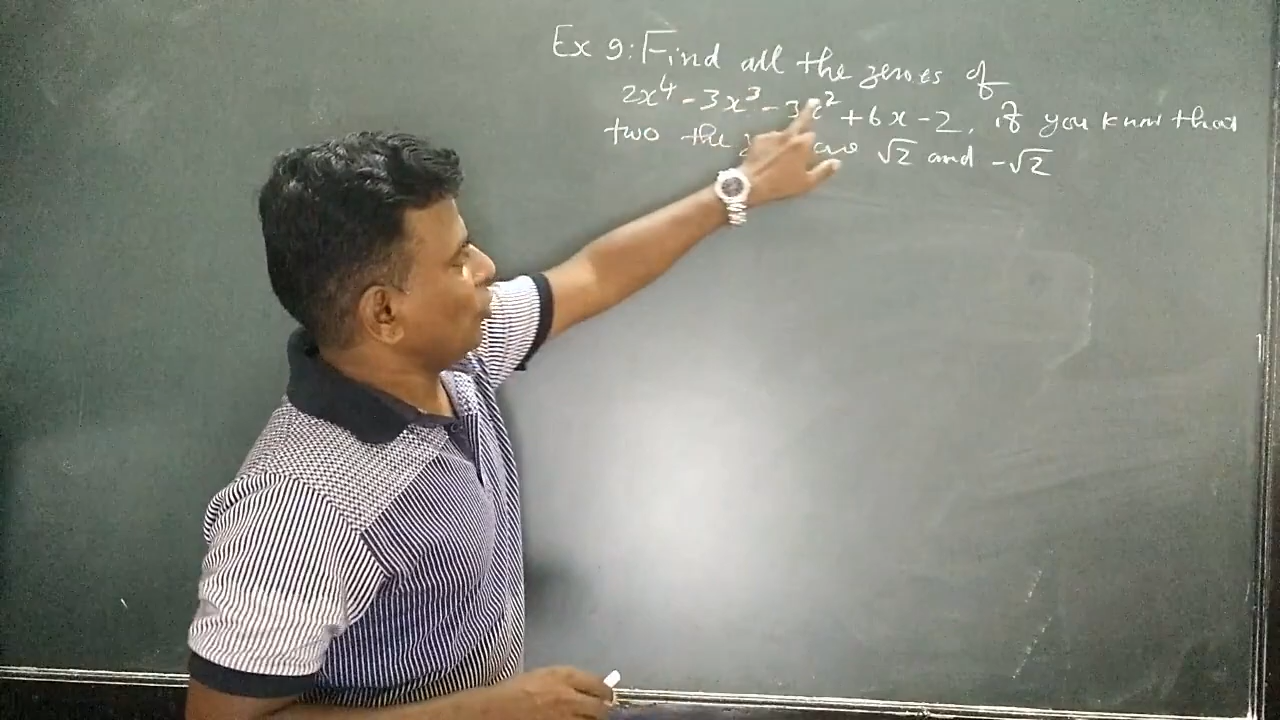 Ex 9: Find all the zeroes of
2x⁴ - 3x³ - 3x² + 6x - 2, if you know that
two the are √2 and -√2